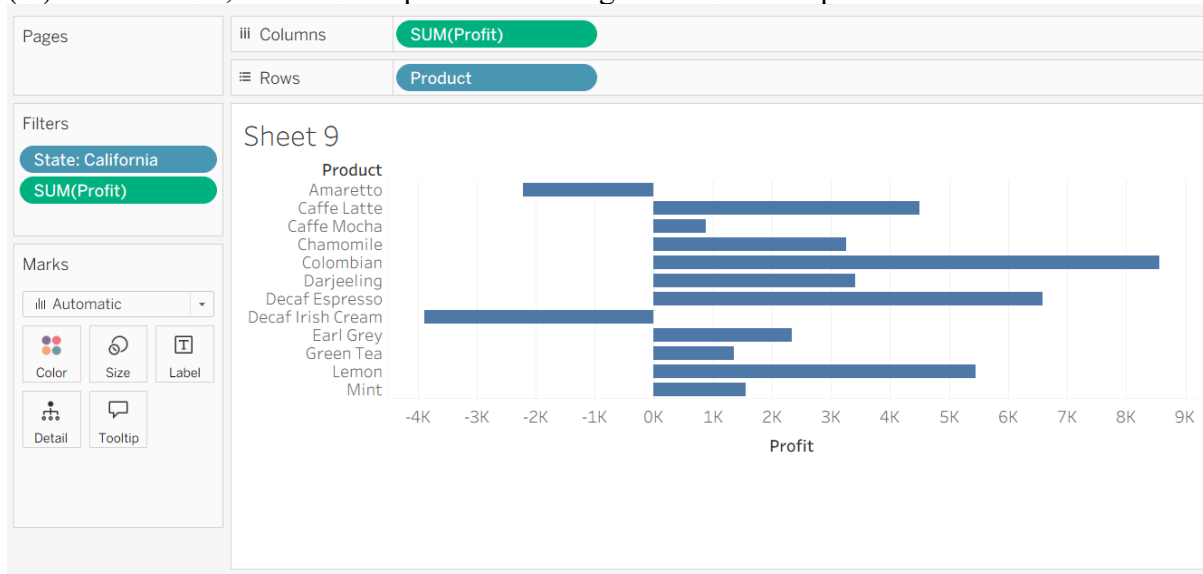 Pages
iii Columns SUM(Profit)
Rows Product
Filters
State: California
SUM(Profit)
Marks
Automatic
Color Size T Label
Detail Tooltip
Sheet 9
Product
Amaretto
Caffe Latte
Caffe Mocha
Chamomile
Colombian
Darjeeling
Decaf Espresso
Decaf Irish Cream
Earl Grey
Green Tea
Lemon
Mint
-4K -3K -2K -1K 0K 1K 2K 3K 4K 5K 6K 7K 8K 9K
Profit